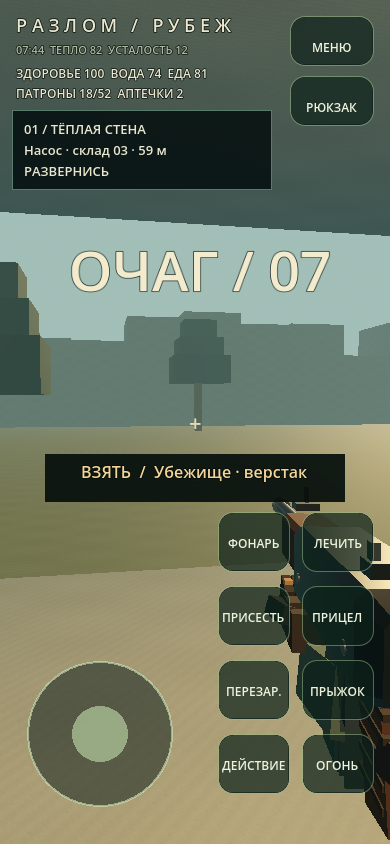 РАЗЛОМ / РУБЕЖ
07:44 ТЕПЛО 82 УСТАЛОСТЬ 12
ЗДОРОВЬЕ 100 ВОДА 74 ЕДА 81
ПАТРОНЫ 18/52 АПТЕЧКИ 2
МЕНЮ
РЮКЗАК
01 / ТЁПЛАЯ СТЕНА
Насос · склад 03 · 59 м
РАЗВЕРНИСЬ
ОЧАГ / 07
ВЗЯТЬ / Убежище · верстак
ФОНАРЬ
ЛЕЧИТЬ
ПРИСЕСТЬ
ПРИЦЕЛ
ПЕРЕЗАР.
ПРЫЖОК
ДЕЙСТВИЕ
ОГОНЬ